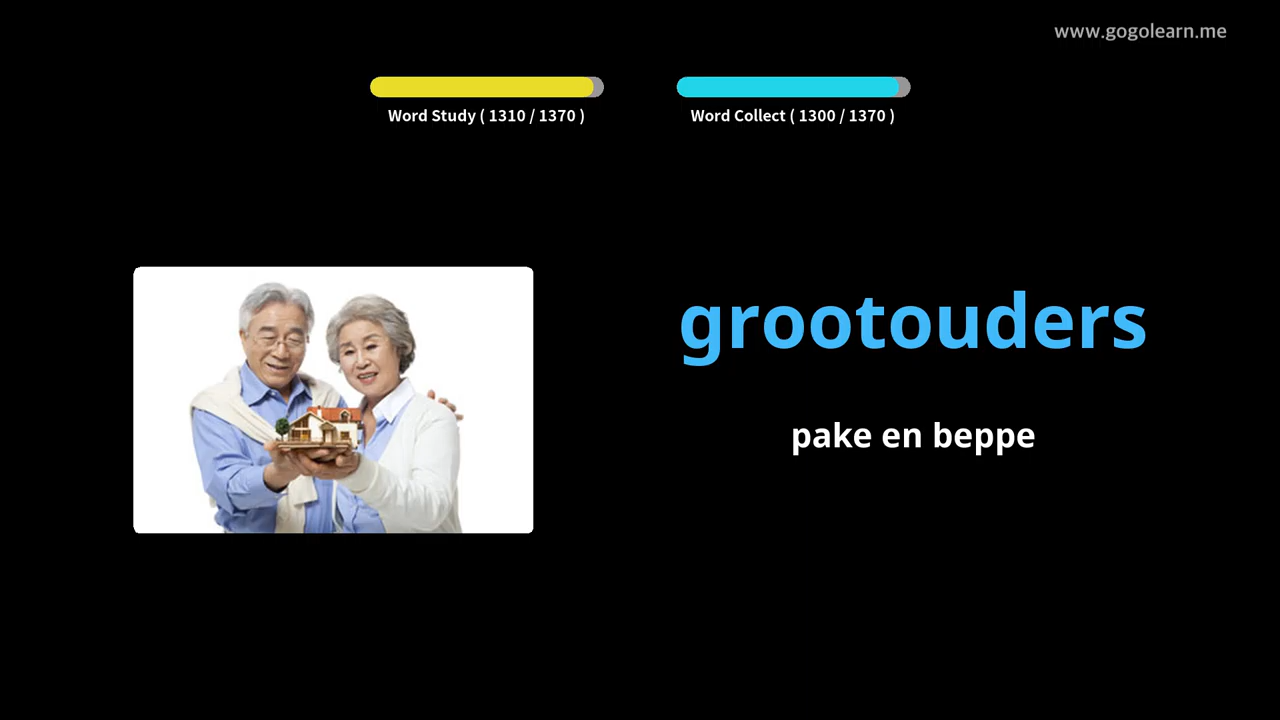 www.gogolearn.me
Word Study ( 1310 / 1370 )
Word Collect ( 1300 / 1370 )
grootouders
pake en beppe